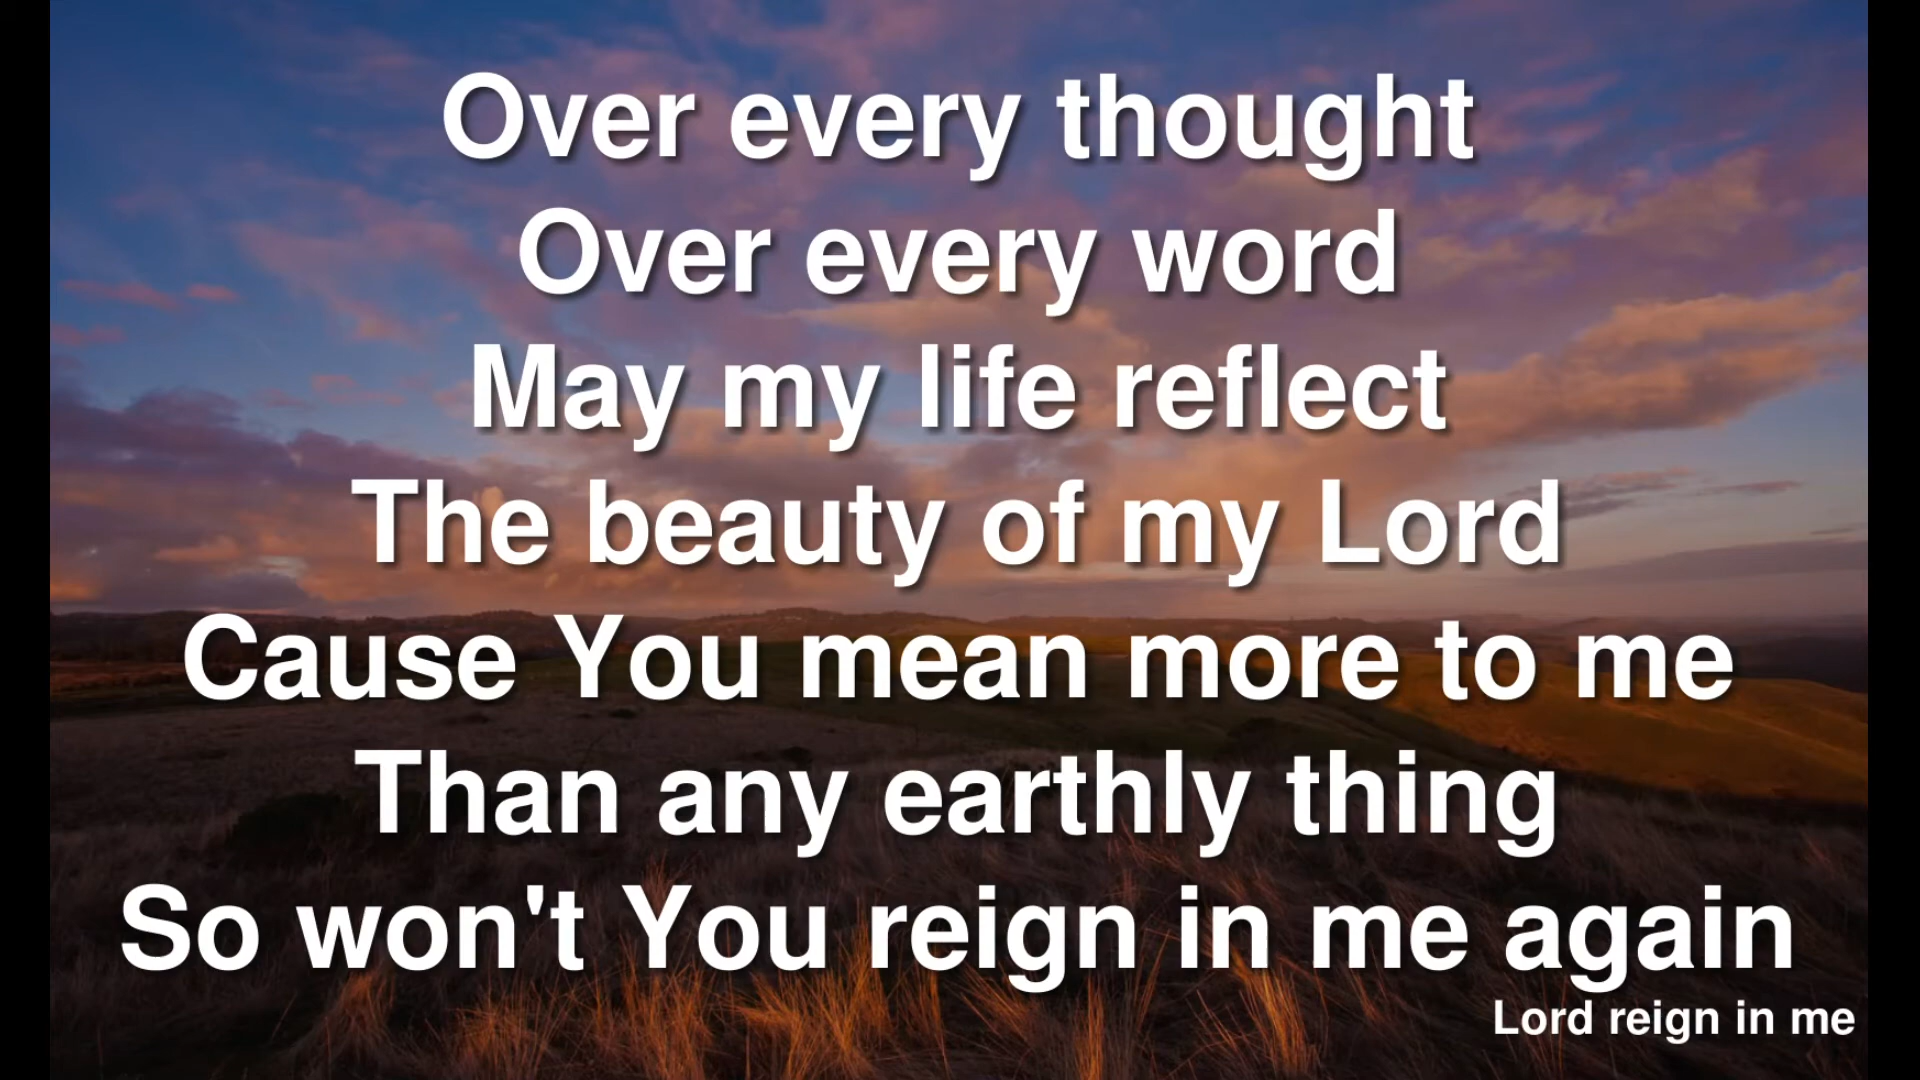 Over every thought
Over every word
May my life reflect
The beauty of my Lord
Cause You mean more to me
Than any earthly thing
So won't You reign in me again
Lord reign in me